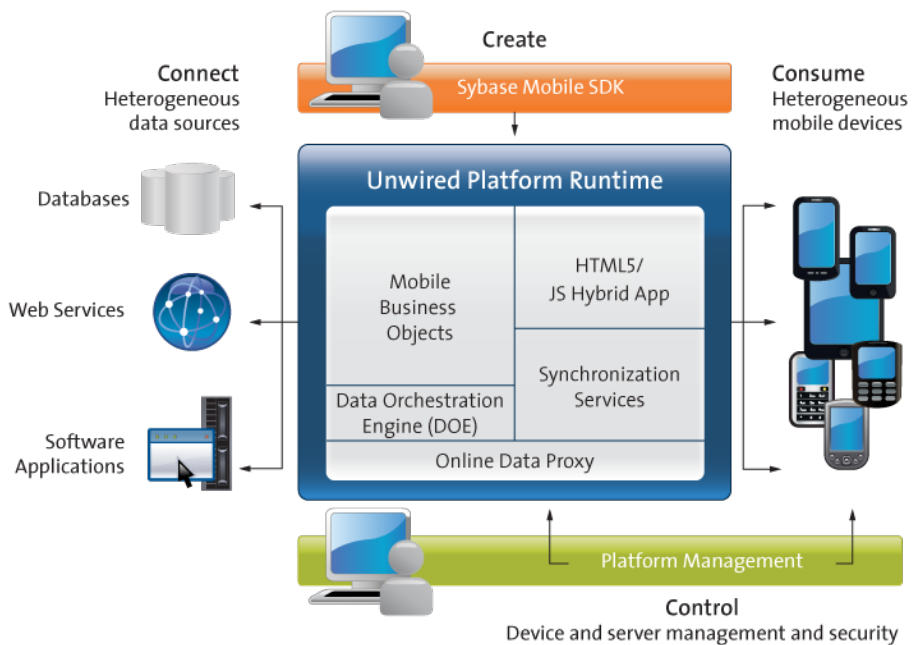 Create
Sybase Mobile SDK
Connect
Heterogeneous
data sources
Databases
Web Services
Software
Applications
Unwired Platform Runtime
Mobile
Business
Objects
HTML5/
JS Hybrid App
Data Orchestration
Engine (DOE)
Synchronization
Services
Online Data Proxy
Consume
Heterogeneous
mobile devices
Platform Management
Control
Device and server management and security